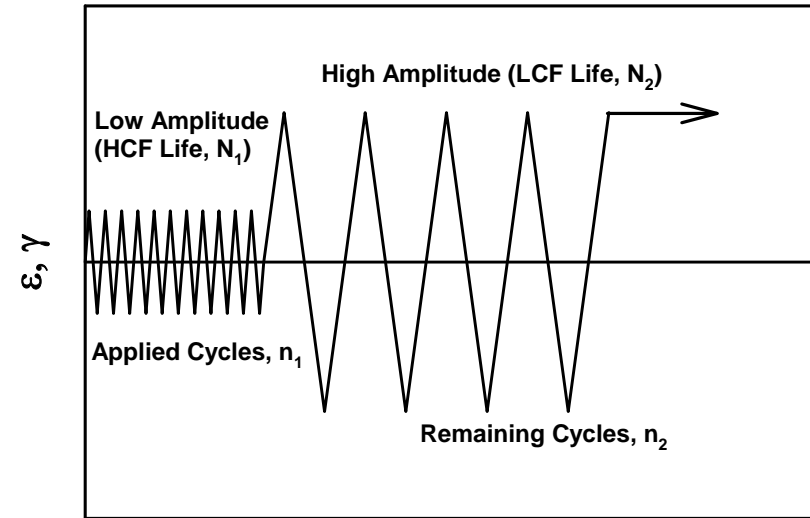 High Amplitude (LCF Life, N₂)
Low Amplitude
(HCF Life, N₁)
ε, γ
Applied Cycles, n₁
Remaining Cycles, n₂